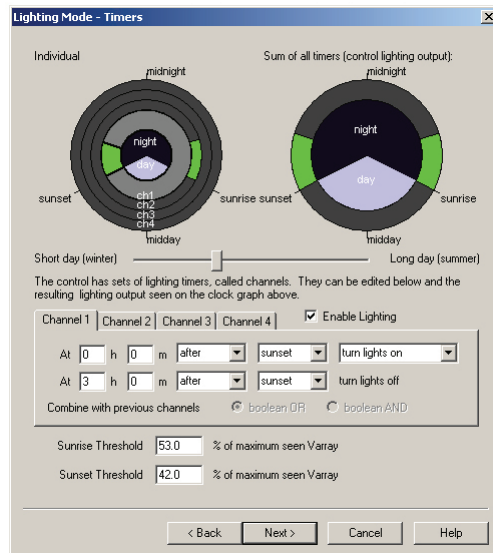 Lighting Mode - Timers
Individual
Sum of all timers (control lighting output):
midnight
midnight
night
day
night
day
sunset
sunrise
sunset
sunrise
ch1
ch2
ch3
ch4
midday
midday
Short day (winter)
Long day (summer)
The control has sets of lighting timers, called channels. They can be edited below and the
resulting lighting output seen on the clock graph above.
Channel 1 Channel 2 Channel 3 Channel 4 Enable Lighting
At 0 h 0 m after sunset turn lights on
At 3 h 0 m after sunset turn lights off
Combine with previous channels boolean OR boolean AND
Sunrise Threshold 53.0 % of maximum seen Varray
Sunset Threshold 42.0 % of maximum seen Varray
< Back Next > Cancel Help